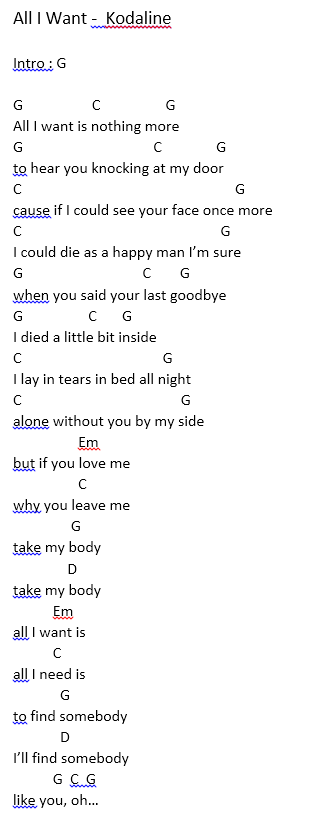 All I Want - Kodaline
Intro : G
G C G
All I want is nothing more
G C G
to hear you knocking at my door
C G
cause if I could see your face once more
C G
I could die as a happy man I'm sure
G C G
when you said your last goodbye
G C G
I died a little bit inside
C G
I lay in tears in bed all night
C G
alone without you by my side
Em
but if you love me
C
why you leave me
G
take my body
D
take my body
Em
all I want is
C
all I need is
G
to find somebody
D
I'll find somebody
G C G
like you, oh...